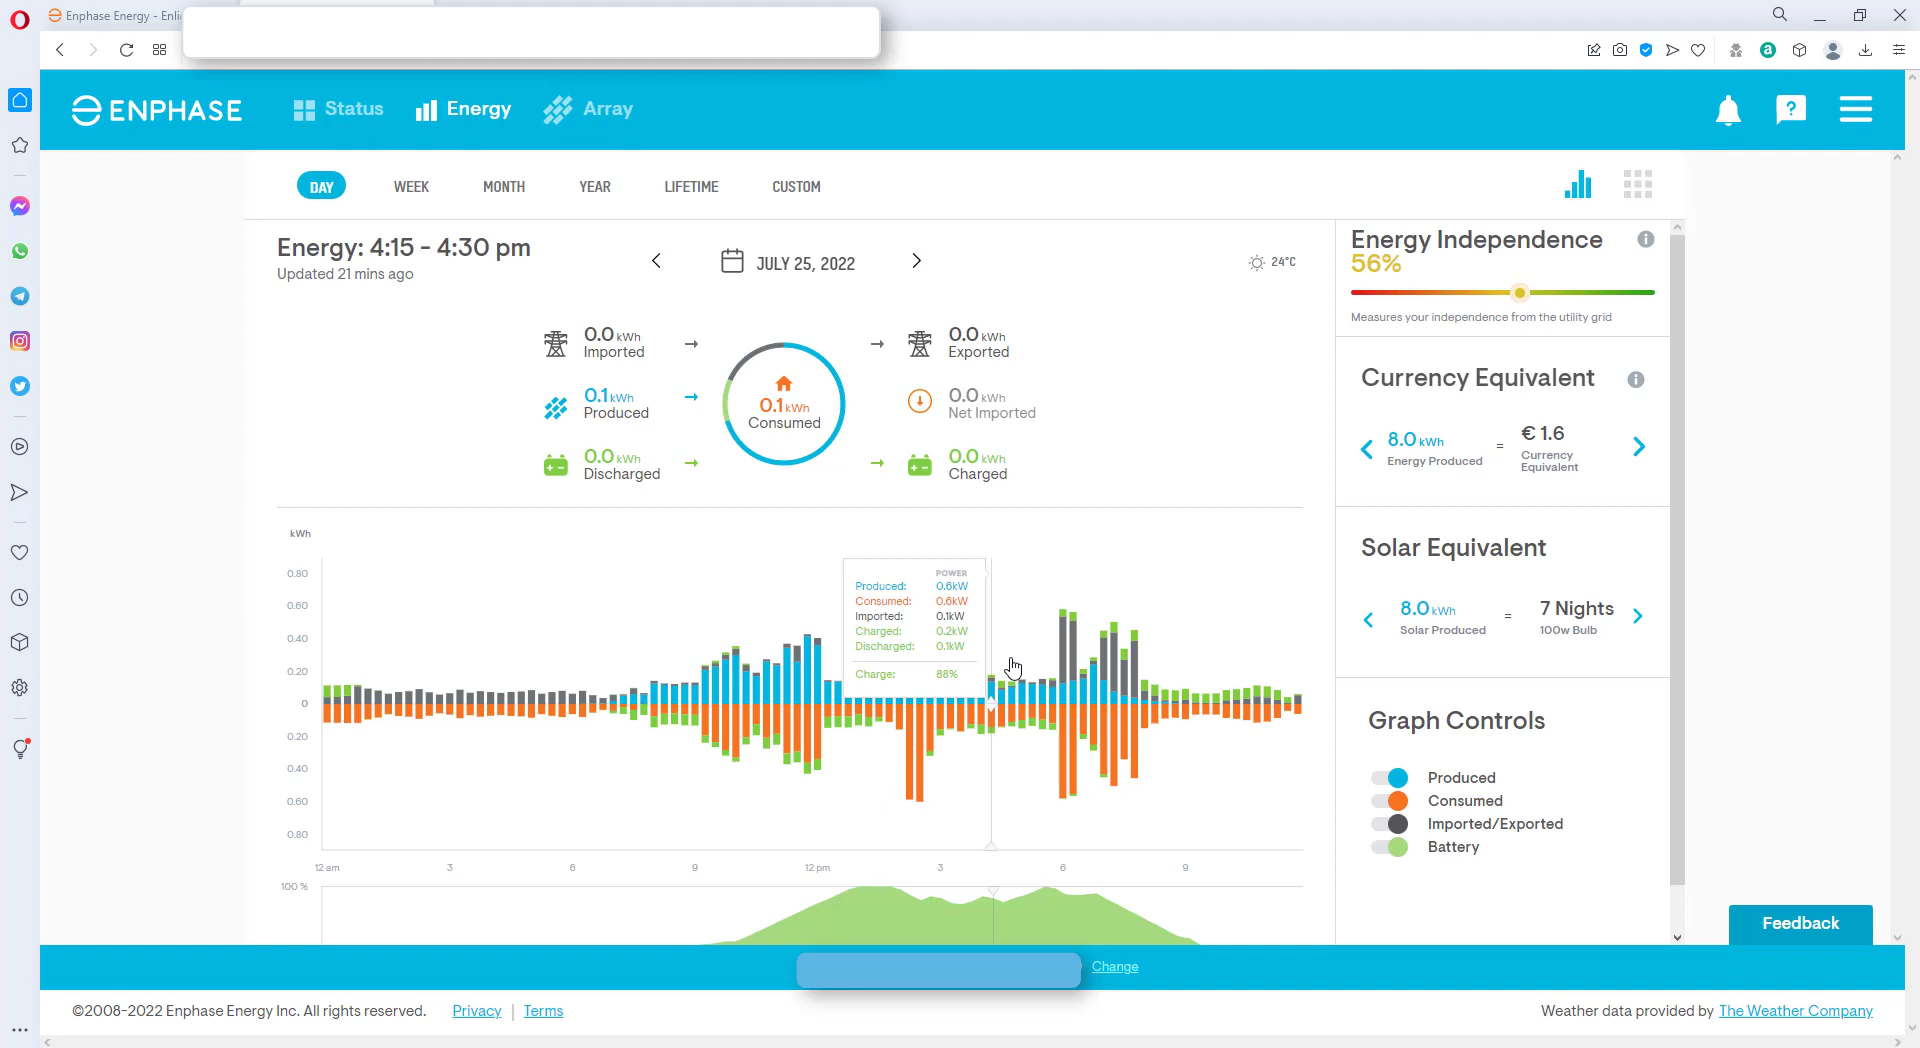 Enphase Energy - Enli
ENPHASE
Status
Energy
Array
DAY
WEEK
MONTH
YEAR
LIFETIME
CUSTOM
Energy: 4:15 - 4:30 pm
Updated 21 mins ago
JULY 25, 2022
24°C
0.0 kWh
Imported
0.0 kWh
Exported
0.1 kWh
Produced
0.1 kWh
Consumed
0.0 kWh
Net Imported
0.0 kWh
Discharged
0.0 kWh
Charged
kWh
0.80
0.60
0.40
0.20
0
0.20
0.40
0.60
0.80
POWER
Produced: 0.6kW
Consumed: 0.6kW
Imported: 0.1kW
Charged: 0.2kW
Discharged: 0.1kW
Charge: 88%
12 am 3 6 9 12 pm 3 6 9
100 %
Energy Independence
56%
Measures your independence from the utility grid
Currency Equivalent
8.0 kWh
Energy Produced
=
€ 1.6
Currency
Equivalent
Solar Equivalent
8.0 kWh
Solar Produced
=
7 Nights
100w Bulb
Graph Controls
Produced
Consumed
Imported/Exported
Battery
Feedback
Change
©2008-2022 Enphase Energy Inc. All rights reserved.
Privacy | Terms
Weather data provided by The Weather Company